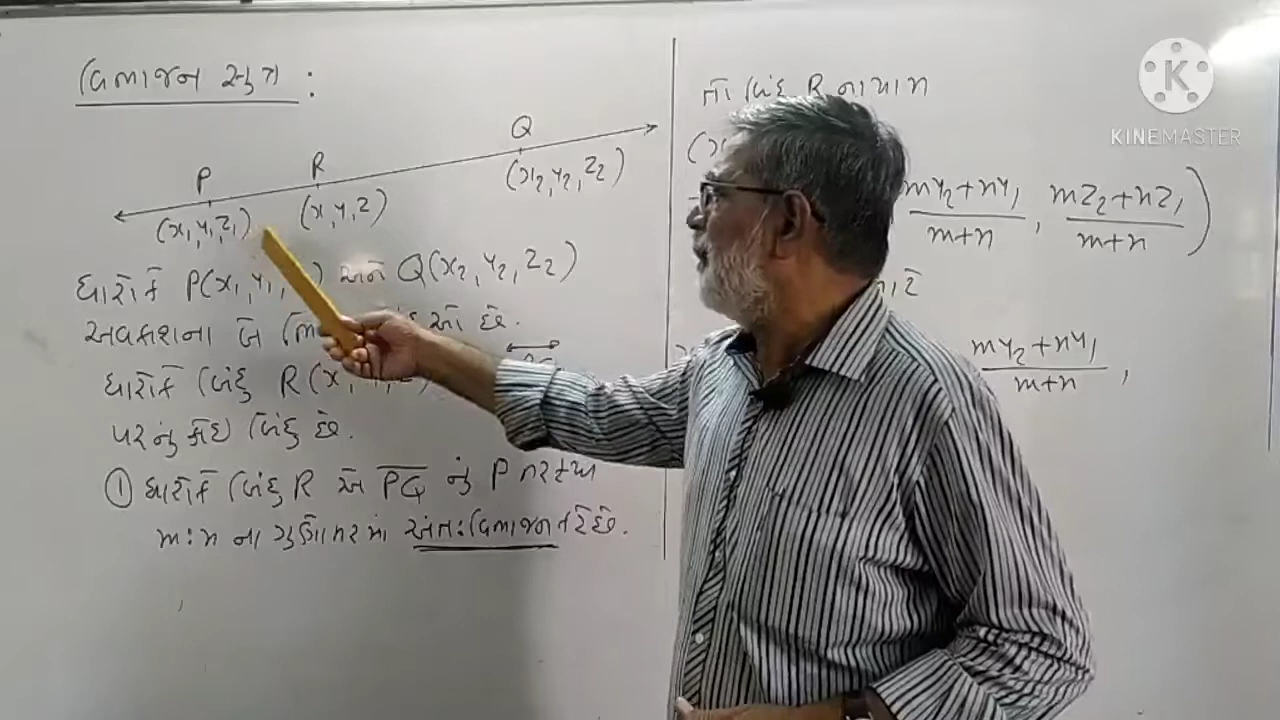 વિભાજન સૂત્ર :
P R Q
(x₁, y₁, z₁) (x, y, z) (x₂, y₂, z₂)
ધારોકે P(x₁, y₁, ) અને Q(x₂, y₂, z₂)
અવકાશના બે છે.
ધારોકે બિંદુ R(x,
પરનું કોઇ બિંદુ છે.
① ધારોકે બિંદુ R એ PQ નું P તરફથી
m:n ના ગુણોત્તરમાં અંતઃવિભાજન કરે છે.
તો બિંદુ R ના યામ
my₂+ny₁ / m+n , mz₂+nz₁ / m+n )
my₂+ny₁ / m+n ,
KINEMASTER